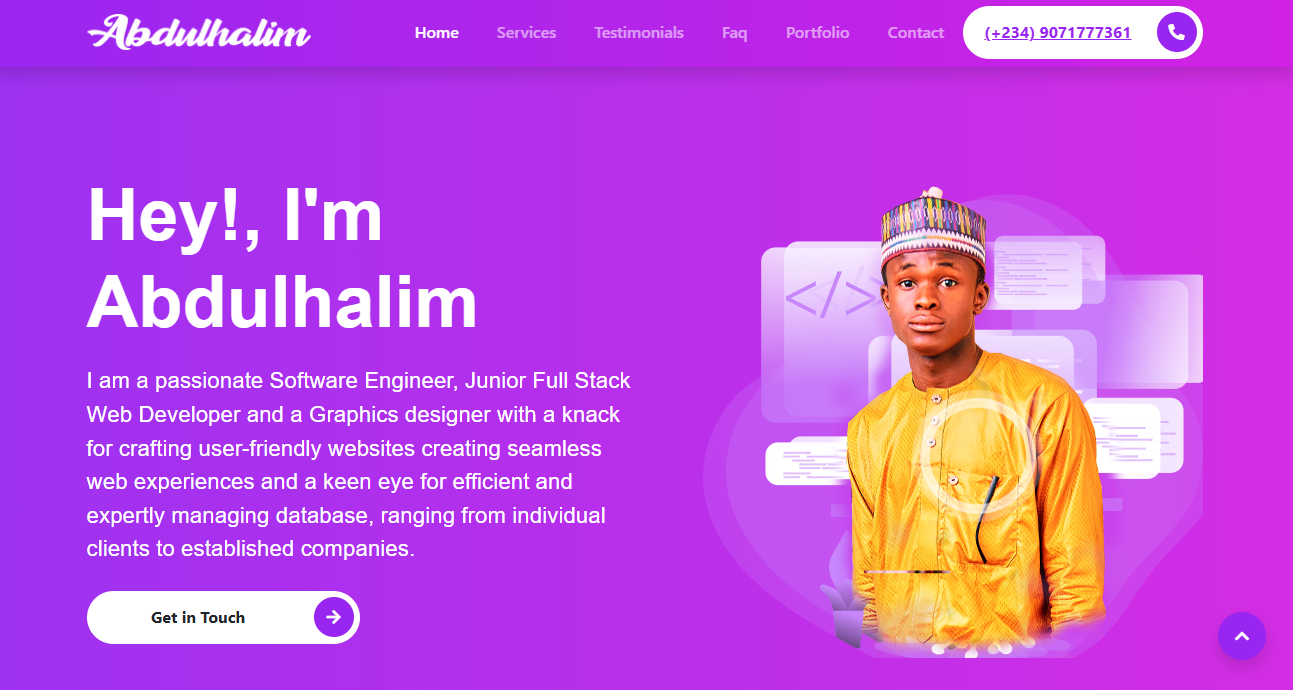 Abdulhalim
Home Services Testimonials Faq Portfolio Contact (+234) 9071777361
Hey!, I'm
Abdulhalim
I am a passionate Software Engineer, Junior Full Stack
Web Developer and a Graphics designer with a knack
for crafting user-friendly websites creating seamless
web experiences and a keen eye for efficient and
expertly managing database, ranging from individual
clients to established companies.
Get in Touch
</>